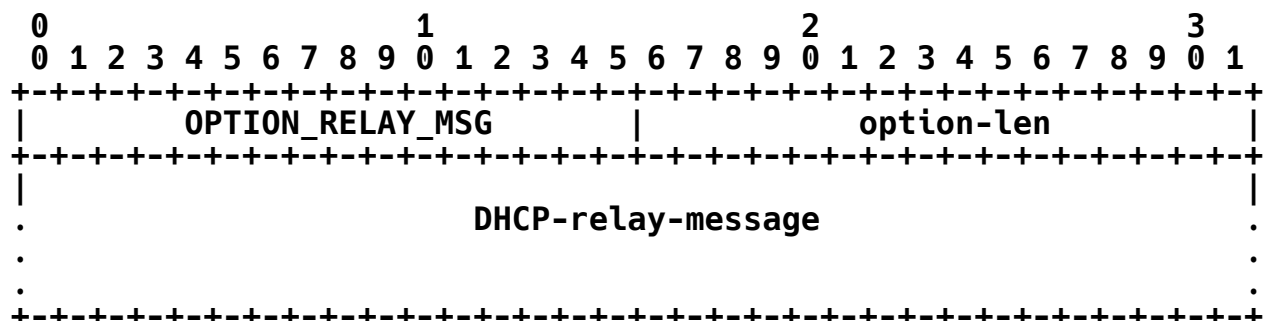 0                   1                   2                   3
 0 1 2 3 4 5 6 7 8 9 0 1 2 3 4 5 6 7 8 9 0 1 2 3 4 5 6 7 8 9 0 1
+-+-+-+-+-+-+-+-+-+-+-+-+-+-+-+-+-+-+-+-+-+-+-+-+-+-+-+-+-+-+-+-+
|        OPTION_RELAY_MSG       |           option-len          |
+-+-+-+-+-+-+-+-+-+-+-+-+-+-+-+-+-+-+-+-+-+-+-+-+-+-+-+-+-+-+-+-+
|                                                               |
.                       DHCP-relay-message                      .
.                                                               .
.                                                               .
+-+-+-+-+-+-+-+-+-+-+-+-+-+-+-+-+-+-+-+-+-+-+-+-+-+-+-+-+-+-+-+-+